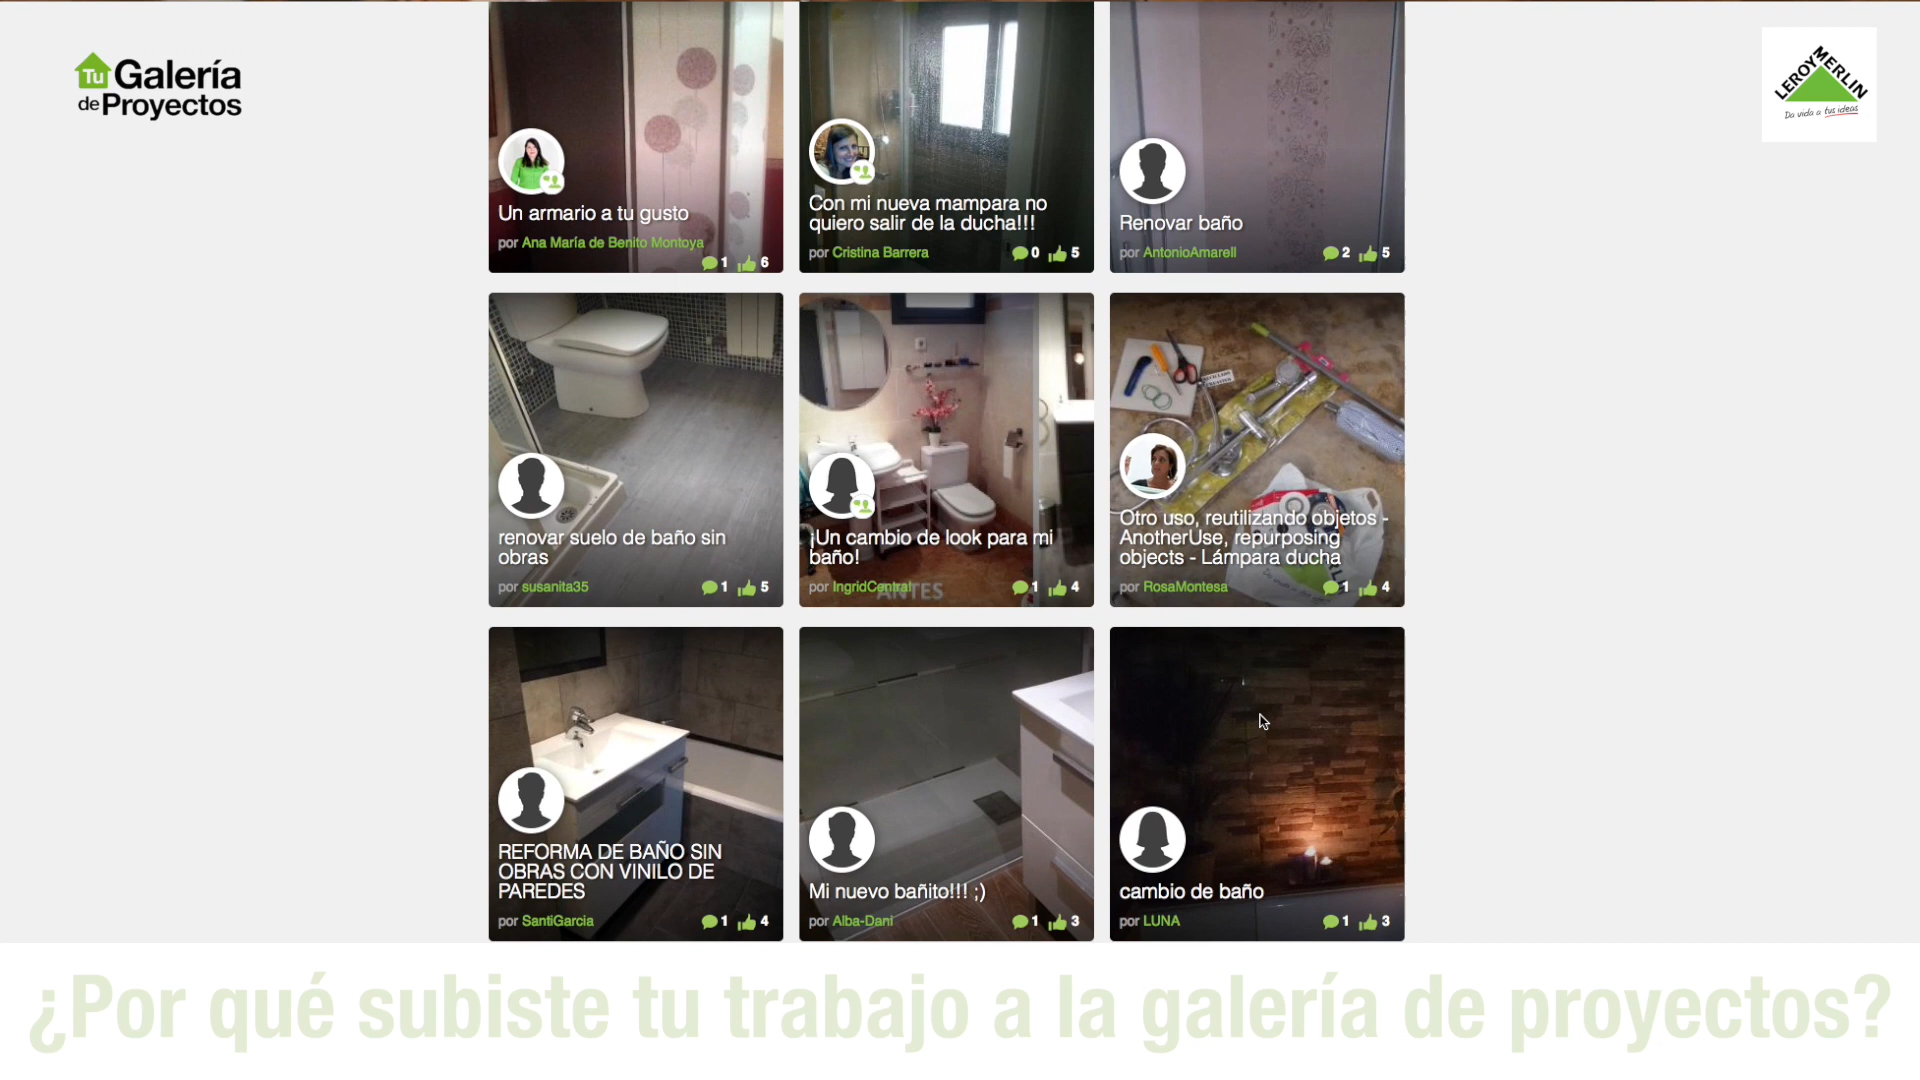 Tu Galería
de Proyectos
LEROY MERLIN
Da vida a tus ideas
Un armario a tu gusto
por Ana María de Benito Montoya
1 6
Con mi nueva mampara no
quiero salir de la ducha!!!
por Cristina Barrera 0 5
Renovar baño
por AntonioAmarell 2 5
renovar suelo de baño sin
obras
por susanita35 1 5
¡Un cambio de look para mi
baño!
por IngridCentral 1 4
ANTES
Otro uso, reutilizando objetos -
AnotherUse, repurposing
objects - Lámpara ducha
por RosaMontesa 1 4
REFORMA DE BAÑO SIN
OBRAS CON VINILO DE
PAREDES
por SantiGarcia 1 4
Mi nuevo bañito!!! ;)
por Alba-Dani 1 3
cambio de baño
por LUNA 1 3
¿Por qué subiste tu trabajo a la galería de proyectos?